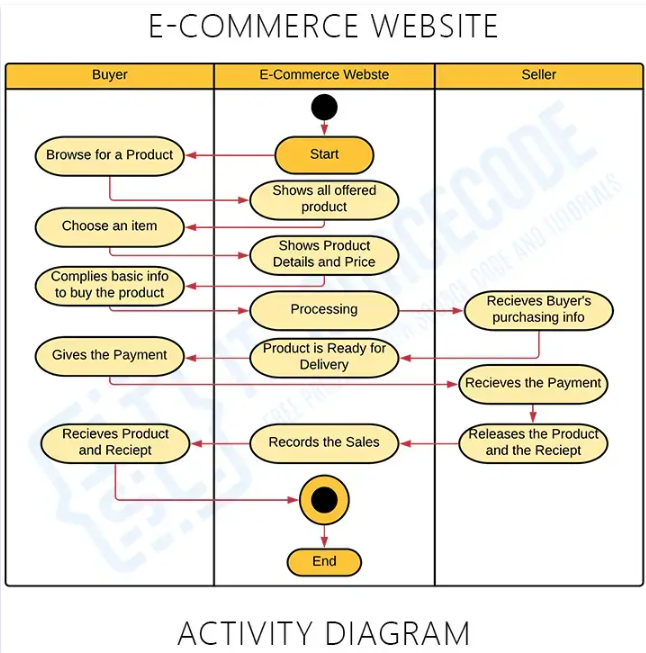 E-COMMERCE WEBSITE
Buyer
E-Commerce Webste
Seller
Start
Browse for a Product
Shows all offered
product
Choose an item
Shows Product
Details and Price
Complies basic info
to buy the product
Processing
Recieves Buyer's
purchasing info
Product is Ready for
Delivery
Gives the Payment
Recieves the Payment
Releases the Product
and the Reciept
Records the Sales
Recieves Product
and Reciept
End
ACTIVITY DIAGRAM